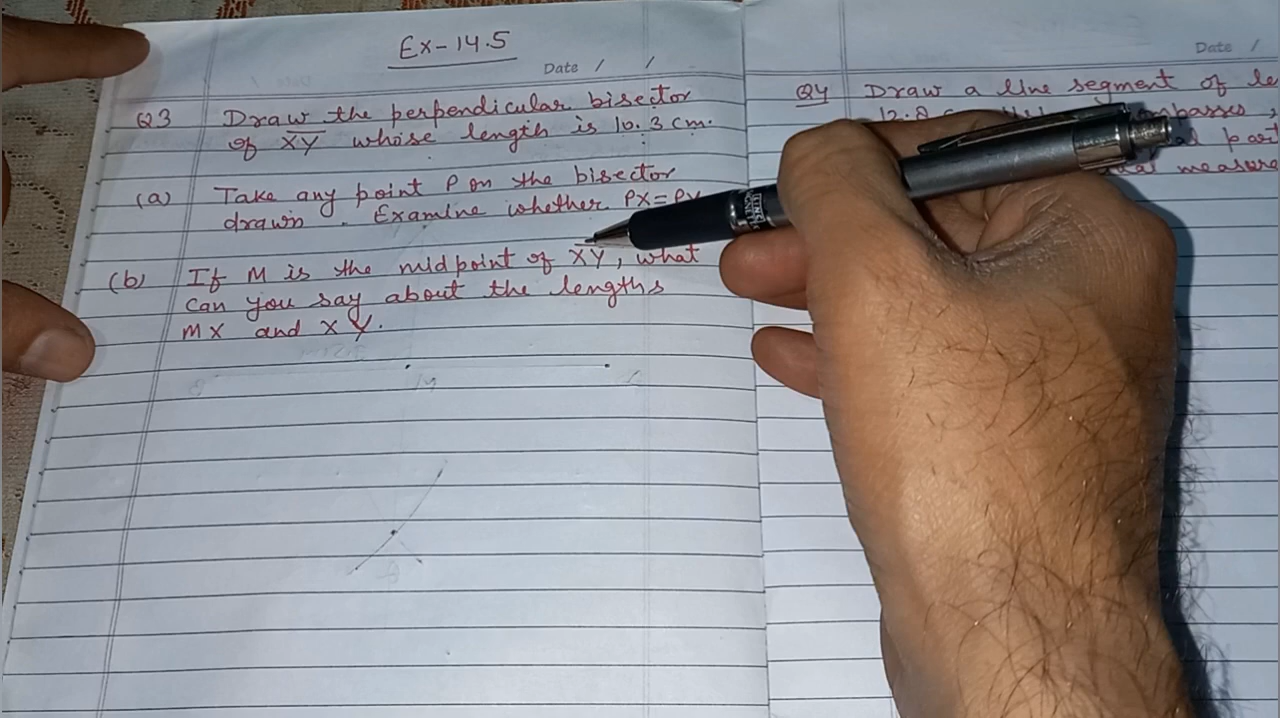 Ex-14.5
Date / /
Q3 Draw the perpendicular bisector
of XY whose length is 10.3 cm.
(a) Take any point P on the bisector
drawn. Examine whether PX=PY
(b) If M is the midpoint of XY, what
can you say about the lengths
MX and XY.
Date /
Q4 Draw a line segment of
measure